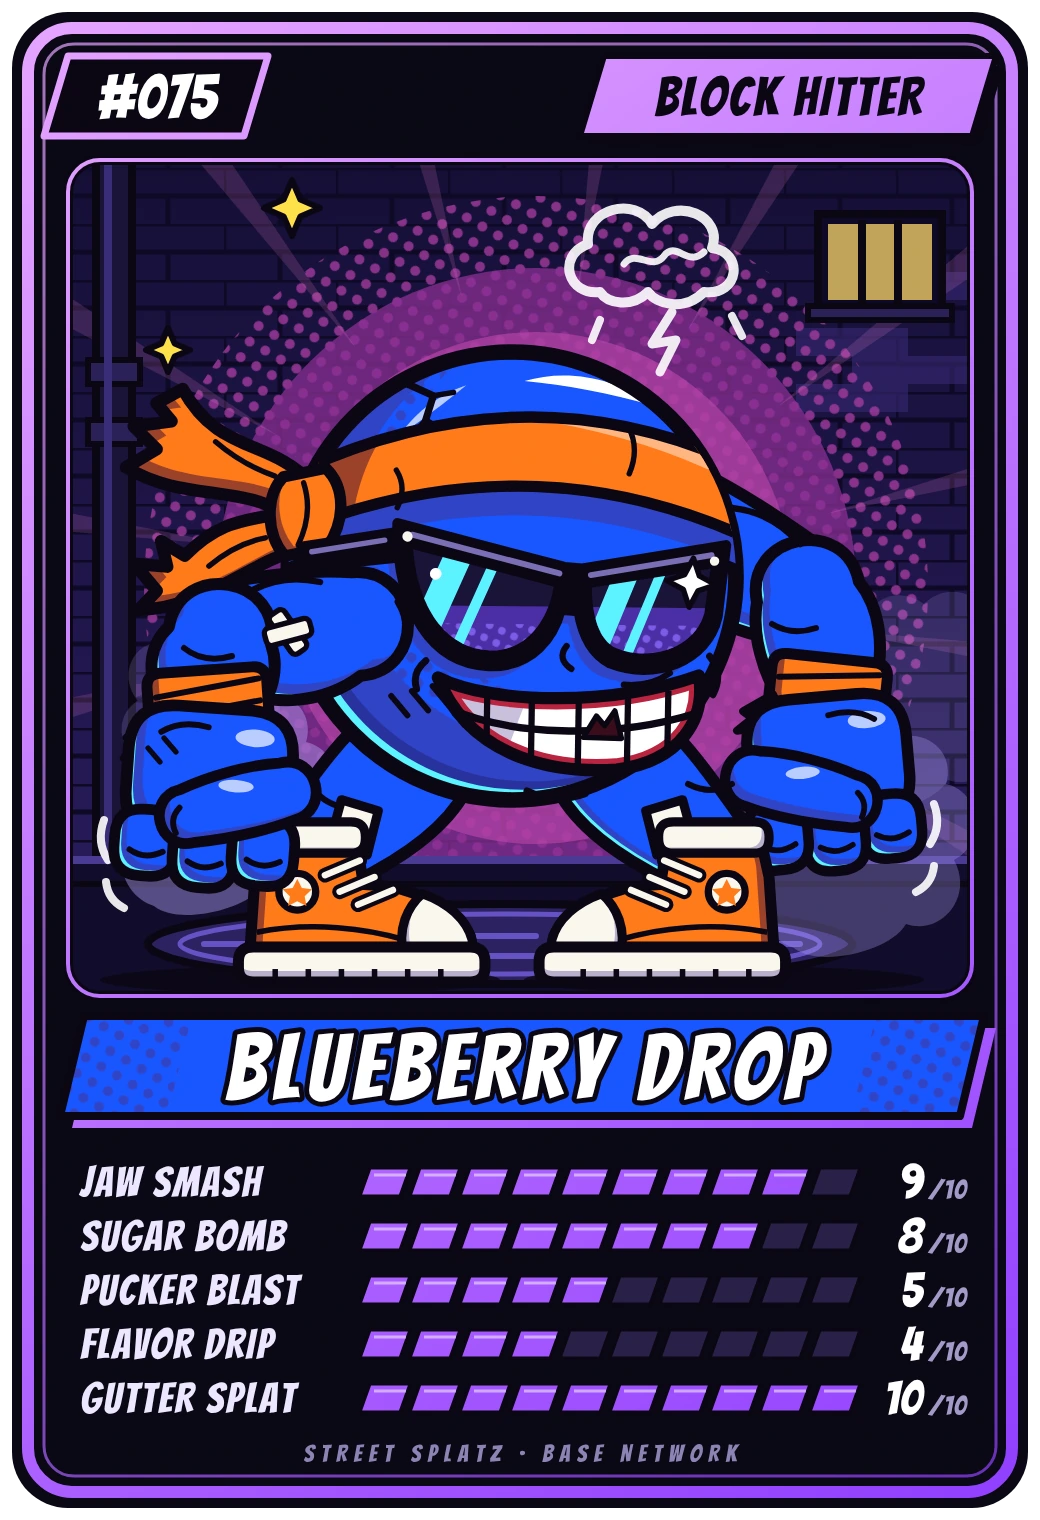 #075
BLOCK HITTER
BLUEBERRY DROP
JAW SMASH 9/10
SUGAR BOMB 8/10
PUCKER BLAST 5/10
FLAVOR DRIP 4/10
GUTTER SPLAT 10/10
STREET SPLATZ · BASE NETWORK